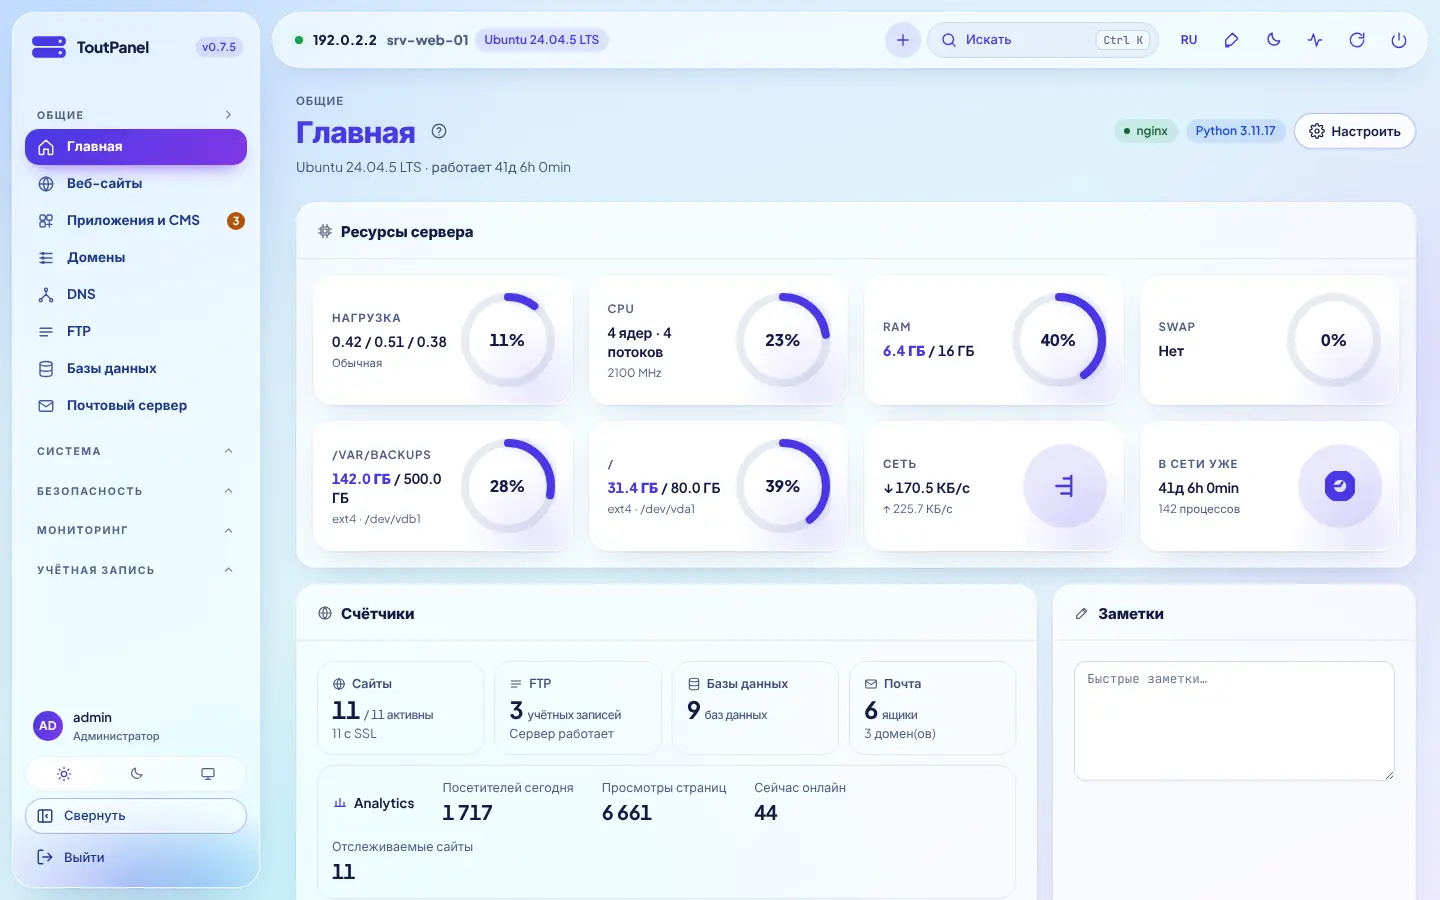 ToutPanel
v0.7.5
ОБЩИЕ
Главная
Веб-сайты
Приложения и CMS
3
Домены
DNS
FTP
Базы данных
Почтовый сервер
СИСТЕМА
БЕЗОПАСНОСТЬ
МОНИТОРИНГ
УЧЁТНАЯ ЗАПИСЬ
AD
admin
Администратор
Свернуть
Выйти
192.0.2.2 srv-web-01 Ubuntu 24.04.5 LTS
Искать
Ctrl K
RU
ОБЩИЕ
Главная
Ubuntu 24.04.5 LTS · работает 41д 6h 0min
nginx
Python 3.11.17
Настроить
Ресурсы сервера
НАГРУЗКА
0.42 / 0.51 / 0.38
Обычная
11%
CPU
4 ядер · 4
потоков
2100 MHz
23%
RAM
6.4 ГБ / 16 ГБ
40%
SWAP
Нет
0%
/VAR/BACKUPS
142.0 ГБ / 500.0
ГБ
ext4 · /dev/vdb1
28%
/
31.4 ГБ / 80.0 ГБ
ext4 · /dev/vda1
39%
СЕТЬ
↓ 170.5 КБ/с
↑ 225.7 КБ/с
В СЕТИ УЖЕ
41д 6h 0min
142 процессов
Счётчики
Сайты
11 / 11 активны
11 с SSL
FTP
3 учётных записей
Сервер работает
Базы данных
9 баз данных
Почта
6 ящики
3 домен(ов)
Analytics
Посетителей сегодня
1 717
Просмотры страниц
6 661
Сейчас онлайн
44
Отслеживаемые сайты
11
Заметки
Быстрые заметки…